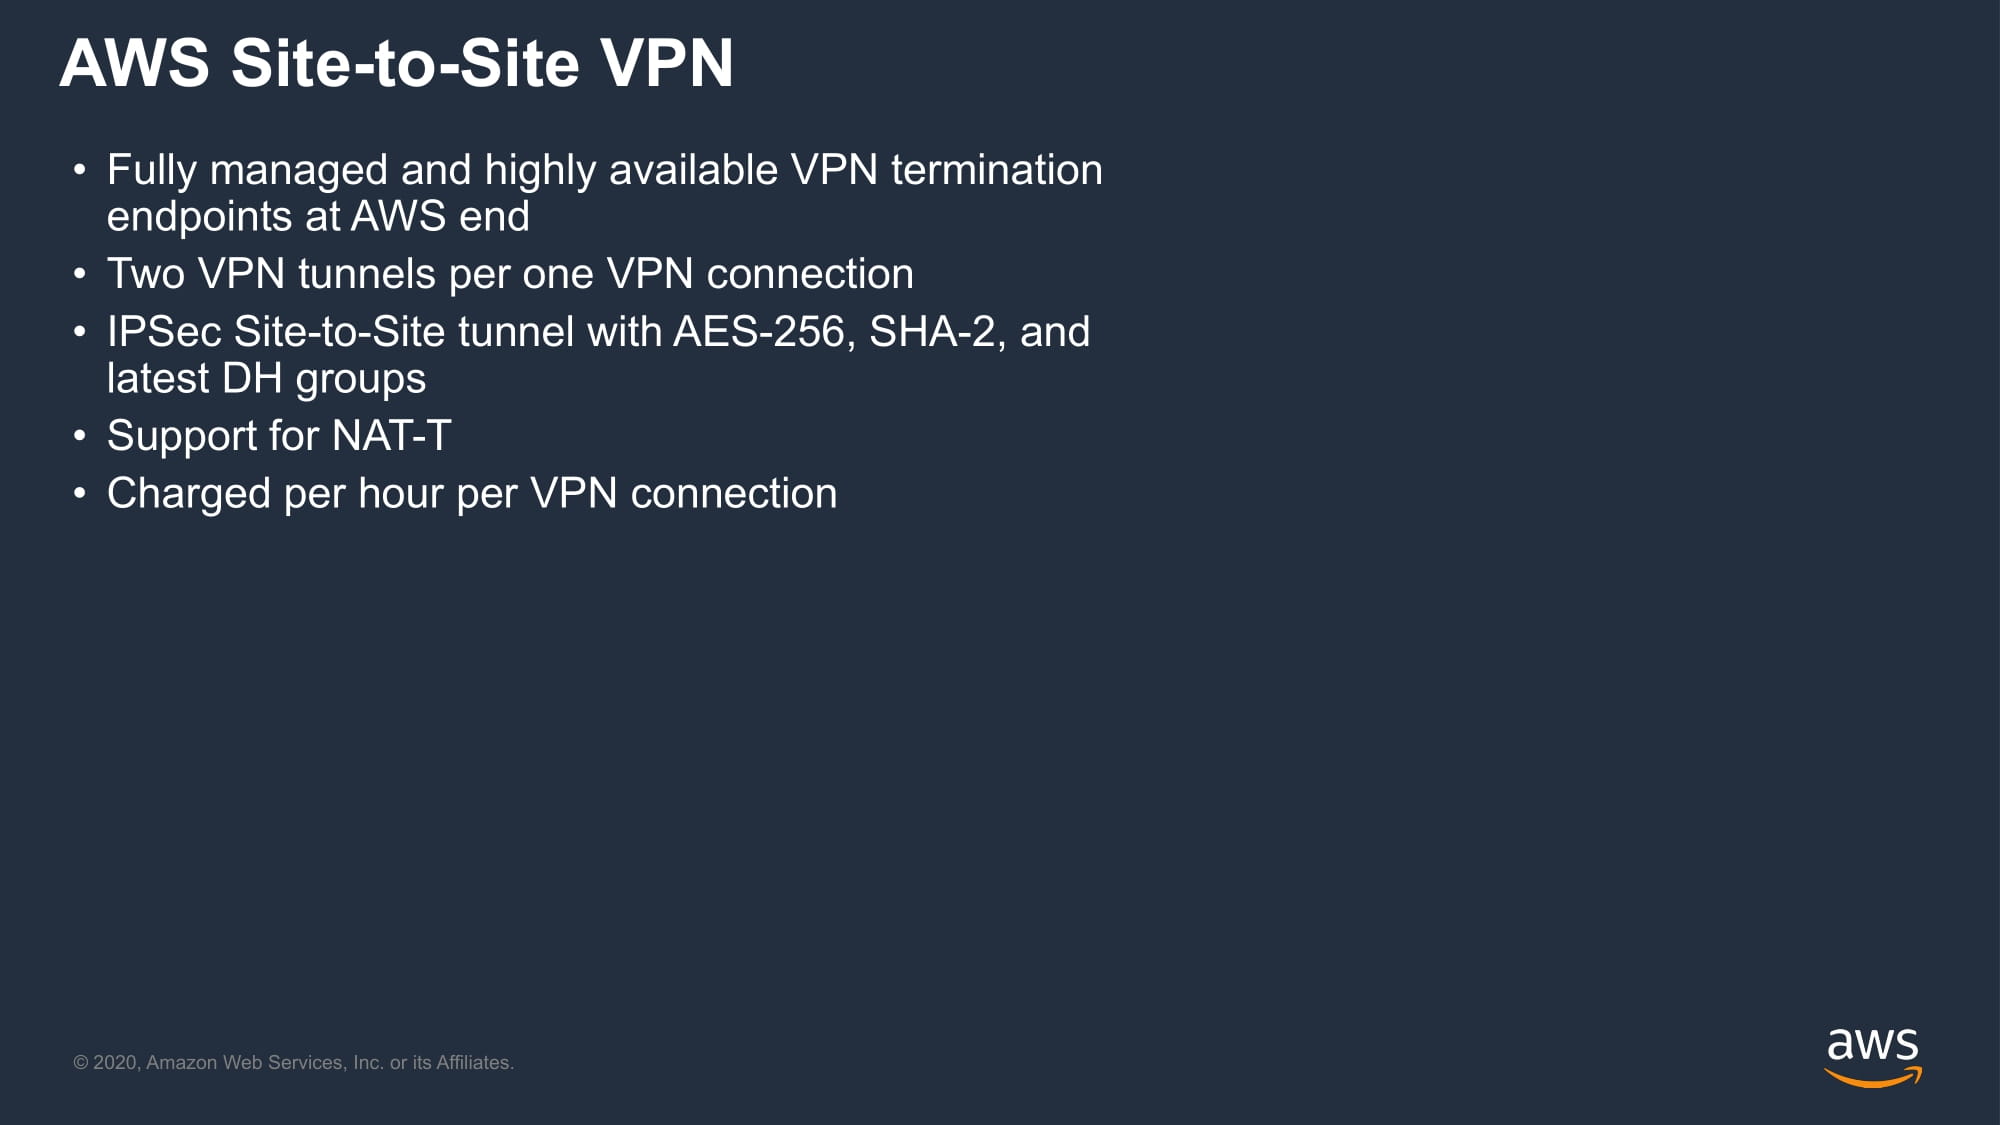 AWS Site-to-Site VPN
• Fully managed and highly available VPN termination
endpoints at AWS end
• Two VPN tunnels per one VPN connection
• IPSec Site-to-Site tunnel with AES-256, SHA-2, and
latest DH groups
• Support for NAT-T
• Charged per hour per VPN connection
© 2020, Amazon Web Services, Inc. or its Affiliates.
aws